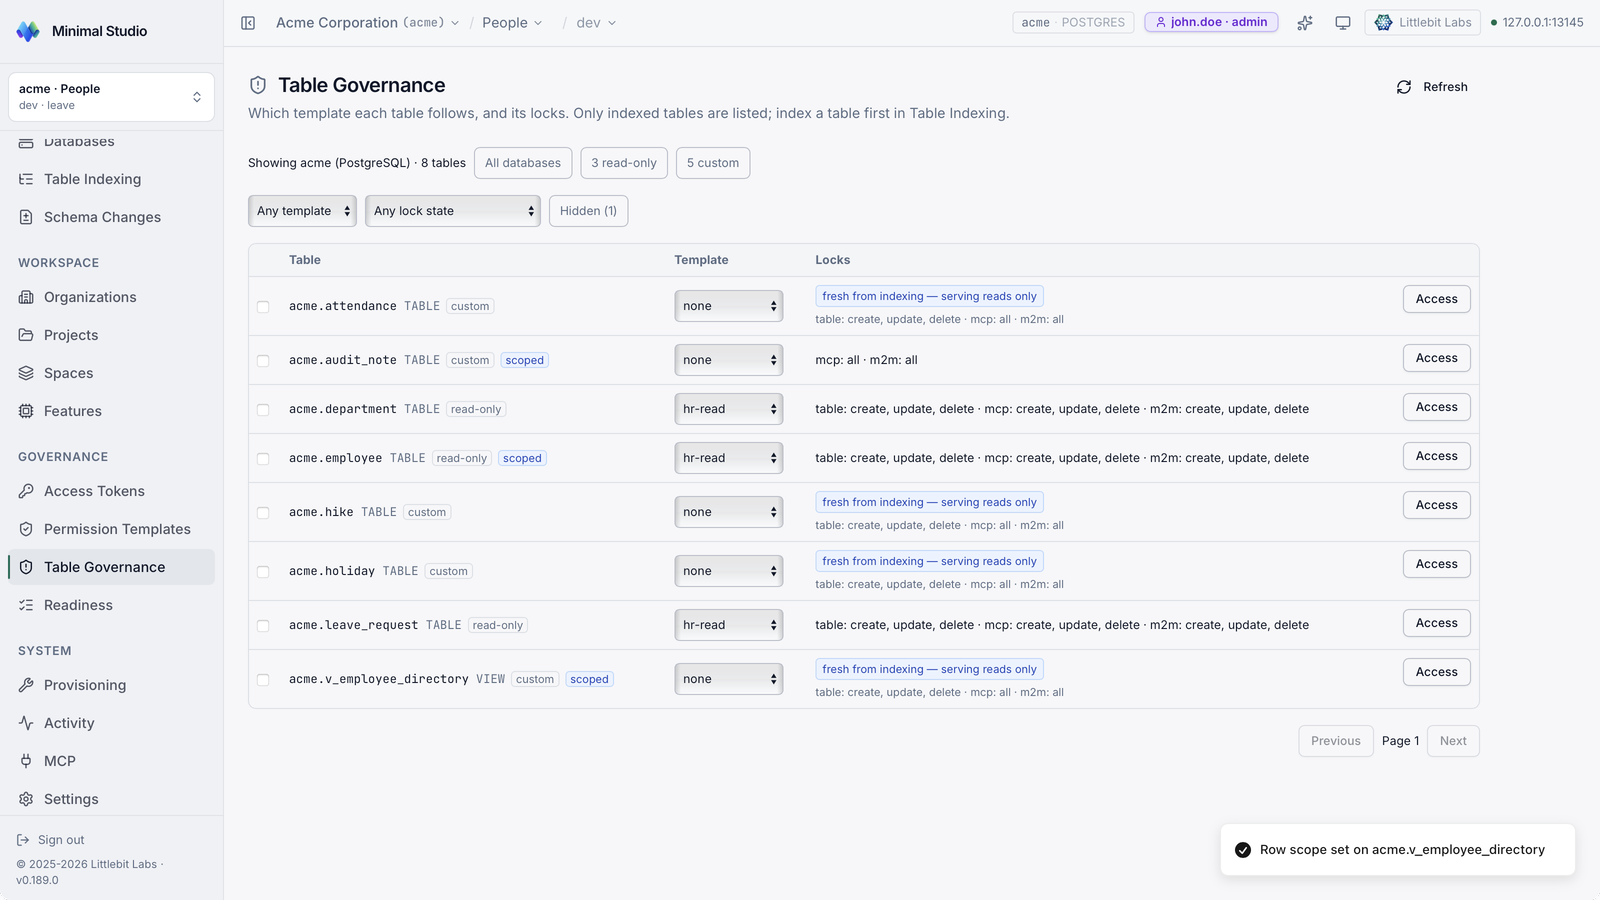 Minimal Studio
acme · People
dev · leave
Databases
Table Indexing
Schema Changes
WORKSPACE
Organizations
Projects
Spaces
Features
GOVERNANCE
Access Tokens
Permission Templates
Table Governance
Readiness
SYSTEM
Provisioning
Activity
MCP
Settings
Sign out
© 2025-2026 Littlebit Labs ·
v0.189.0
Acme Corporation (acme) / People / dev
acme · POSTGRES
john.doe · admin
Littlebit Labs
127.0.0.1:13145
Table Governance
Refresh
Which template each table follows, and its locks. Only indexed tables are listed; index a table first in Table Indexing.
Showing acme (PostgreSQL) · 8 tables All databases 3 read-only 5 custom
Any template Any lock state Hidden (1)
Table Template Locks
acme.attendance TABLE custom none fresh from indexing — serving reads only Access
table: create, update, delete · mcp: all · m2m: all
acme.audit_note TABLE custom scoped none mcp: all · m2m: all Access
acme.department TABLE read-only hr-read table: create, update, delete · mcp: create, update, delete · m2m: create, update, delete Access
acme.employee TABLE read-only scoped hr-read table: create, update, delete · mcp: create, update, delete · m2m: create, update, delete Access
acme.hike TABLE custom none fresh from indexing — serving reads only Access
table: create, update, delete · mcp: all · m2m: all
acme.holiday TABLE custom none fresh from indexing — serving reads only Access
table: create, update, delete · mcp: all · m2m: all
acme.leave_request TABLE read-only hr-read table: create, update, delete · mcp: create, update, delete · m2m: create, update, delete Access
acme.v_employee_directory VIEW custom scoped none fresh from indexing — serving reads only Access
table: create, update, delete · mcp: all · m2m: all
Previous Page 1 Next
Row scope set on acme.v_employee_directory